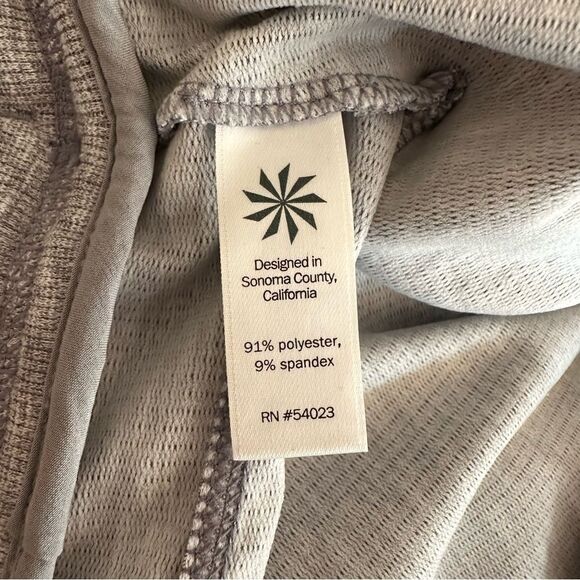 Designed in
Sonoma County,
California
91% polyester,
9% spandex
RN #54023